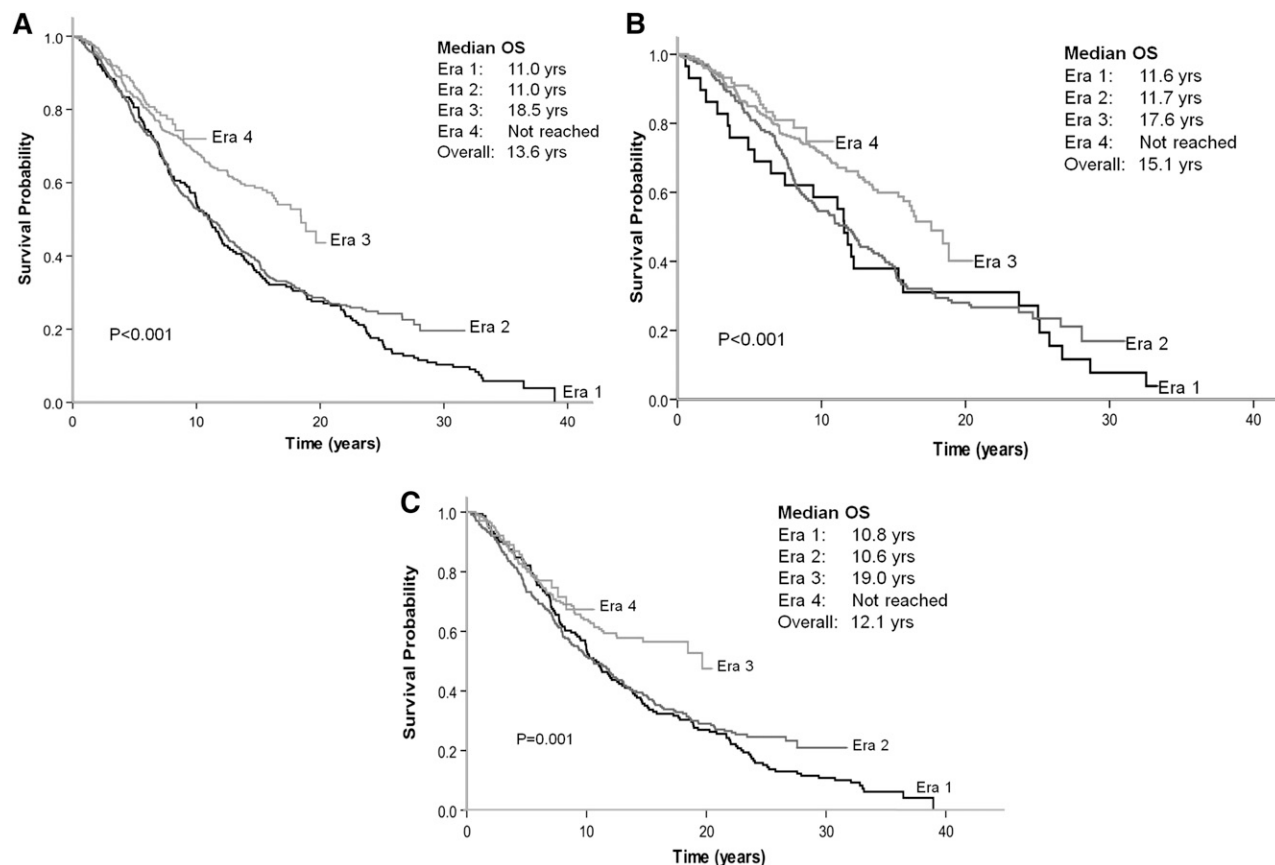 A
Median OS
Era 1: 11.0 yrs
Era 2: 11.0 yrs
Era 3: 18.5 yrs
Era 4: Not reached
Overall: 13.6 yrs
Survival Probability
1.0
0.8
0.6
0.4
0.2
0.0
Era 4
Era 3
Era 2
Era 1
P<0.001
0 10 20 30 40
Time (years)
B
Median OS
Era 1: 11.6 yrs
Era 2: 11.7 yrs
Era 3: 17.6 yrs
Era 4: Not reached
Overall: 15.1 yrs
Survival Probability
1.0
0.8
0.6
0.4
0.2
0.0
Era 4
Era 3
Era 2
Era 1
P<0.001
0 10 20 30 40
Time (years)
C
Median OS
Era 1: 10.8 yrs
Era 2: 10.6 yrs
Era 3: 19.0 yrs
Era 4: Not reached
Overall: 12.1 yrs
Survival Probability
1.0
0.8
0.6
0.4
0.2
0.0
Era 4
Era 3
Era 2
Era 1
P=0.001
0 10 20 30 40
Time (years)